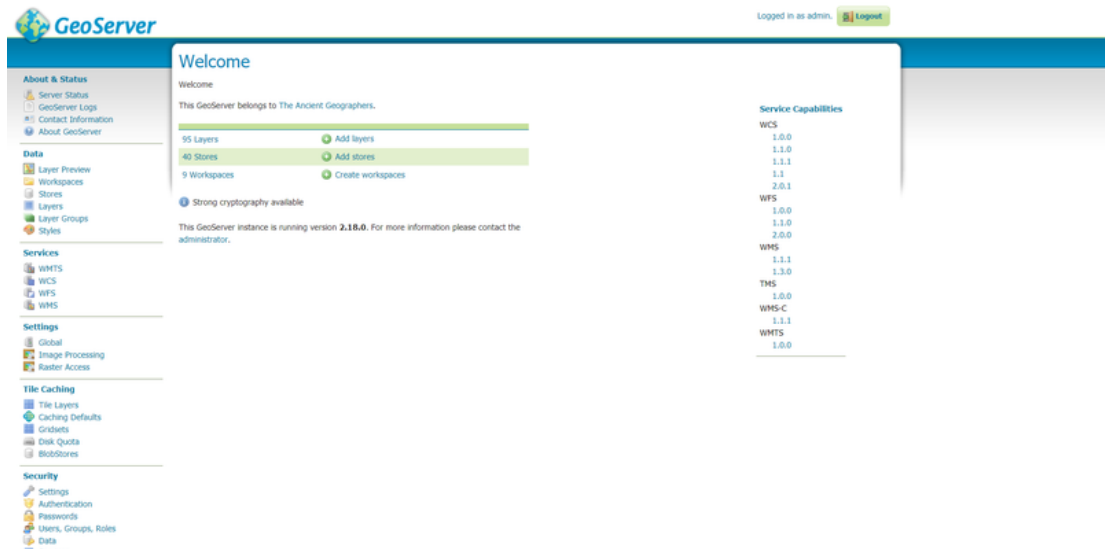 GeoServer
Logged in as admin. Logout
About & Status
Server Status
GeoServer Logs
Contact Information
About GeoServer
Data
Layer Preview
Workspaces
Stores
Layers
Layer Groups
Styles
Services
WMTS
WCS
WFS
WMS
Settings
Global
Image Processing
Raster Access
Tile Caching
Tile Layers
Caching Defaults
Gridsets
Disk Quota
BlobStores
Security
Settings
Authentication
Passwords
Users, Groups, Roles
Data
Welcome
Welcome
This GeoServer belongs to The Ancient Geographers.
95 Layers Add layers
40 Stores Add stores
9 Workspaces Create workspaces
Strong cryptography available
This GeoServer instance is running version 2.18.0. For more information please contact the
administrator.
Service Capabilities
WCS
1.0.0
1.1.0
1.1.1
1.1
2.0.1
WFS
1.0.0
1.1.0
2.0.0
WMS
1.1.1
1.3.0
TMS
1.0.0
WMS-C
1.1.1
WMTS
1.0.0